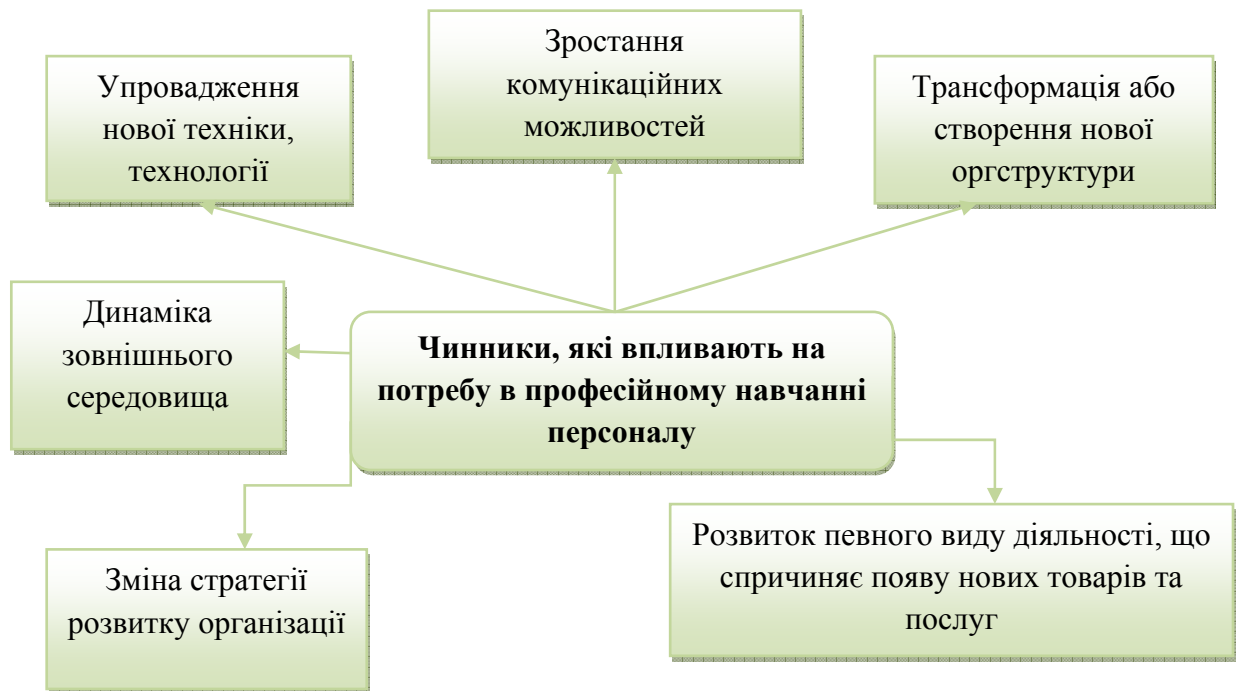 Упровадження
нової техніки,
технології
Зростання
комунікаційних
можливостей
Трансформація або
створення нової
оргструктури
Динаміка
зовнішнього
середовища
Чинники, які впливають на
потребу в професійному навчанні
персоналу
Зміна стратегії
розвитку організації
Розвиток певного виду діяльності, що
спричиняє появу нових товарів та
послуг